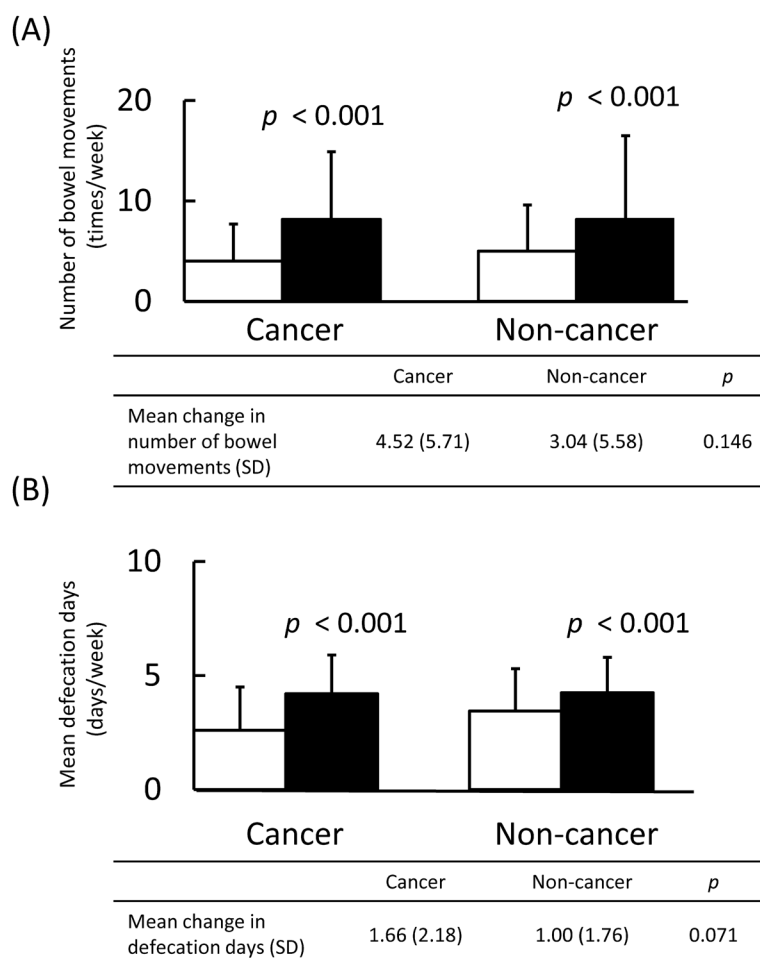 (A)
Number of bowel movements
(times/week)
20
10
0
p < 0.001
p < 0.001
Cancer
Non-cancer
Cancer Non-cancer p
Mean change in
number of bowel
movements (SD)
4.52 (5.71) 3.04 (5.58) 0.146
(B)
Mean defecation days
(days/week)
10
5
0
p < 0.001
p < 0.001
Cancer
Non-cancer
Cancer Non-cancer p
Mean change in
defecation days (SD)
1.66 (2.18) 1.00 (1.76) 0.071